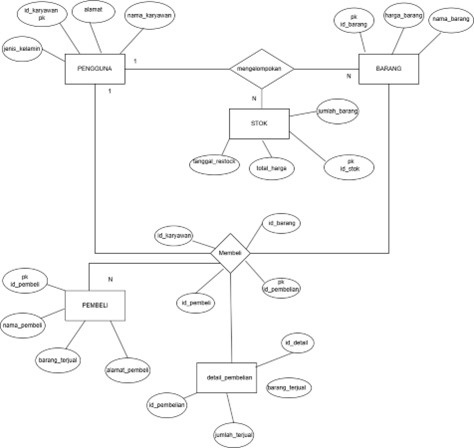 id_karyawan
pk
alamat
nama_karyawan
jenis_kelamin
PENGGUNA
1
1
mengelompokan
N
N
pk
id_barang
harga_barang
nama_barang
BARANG
STOK
jumlah_barang
tanggal_restock
total_harga
pk
id_stok
id_karyawan
id_barang
Membeli
pk
id_pembelian
id_pembeli
N
pk
id_pembeli
PEMBELI
nama_pembeli
barang_terjual
alamat_pembeli
id_detail
detail_pembelian
barang_terjual
id_pembelian
jumlah_terjual